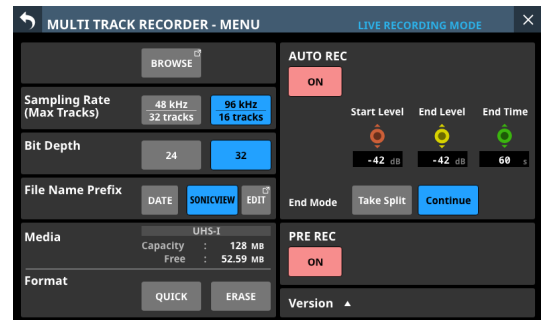 MULTI TRACK RECORDER - MENU
LIVE RECORDING MODE
BROWSE
Sampling Rate
(Max Tracks)
48 kHz
32 tracks
96 kHz
16 tracks
Bit Depth
24
32
File Name Prefix
DATE
SONICVIEW
EDIT
Media
UHS-I
Capacity : 128 MB
Free : 52.59 MB
Format
QUICK
ERASE
AUTO REC
ON
Start Level End Level End Time
-42 dB -42 dB 60 s
End Mode
Take Split
Continue
PRE REC
ON
Version